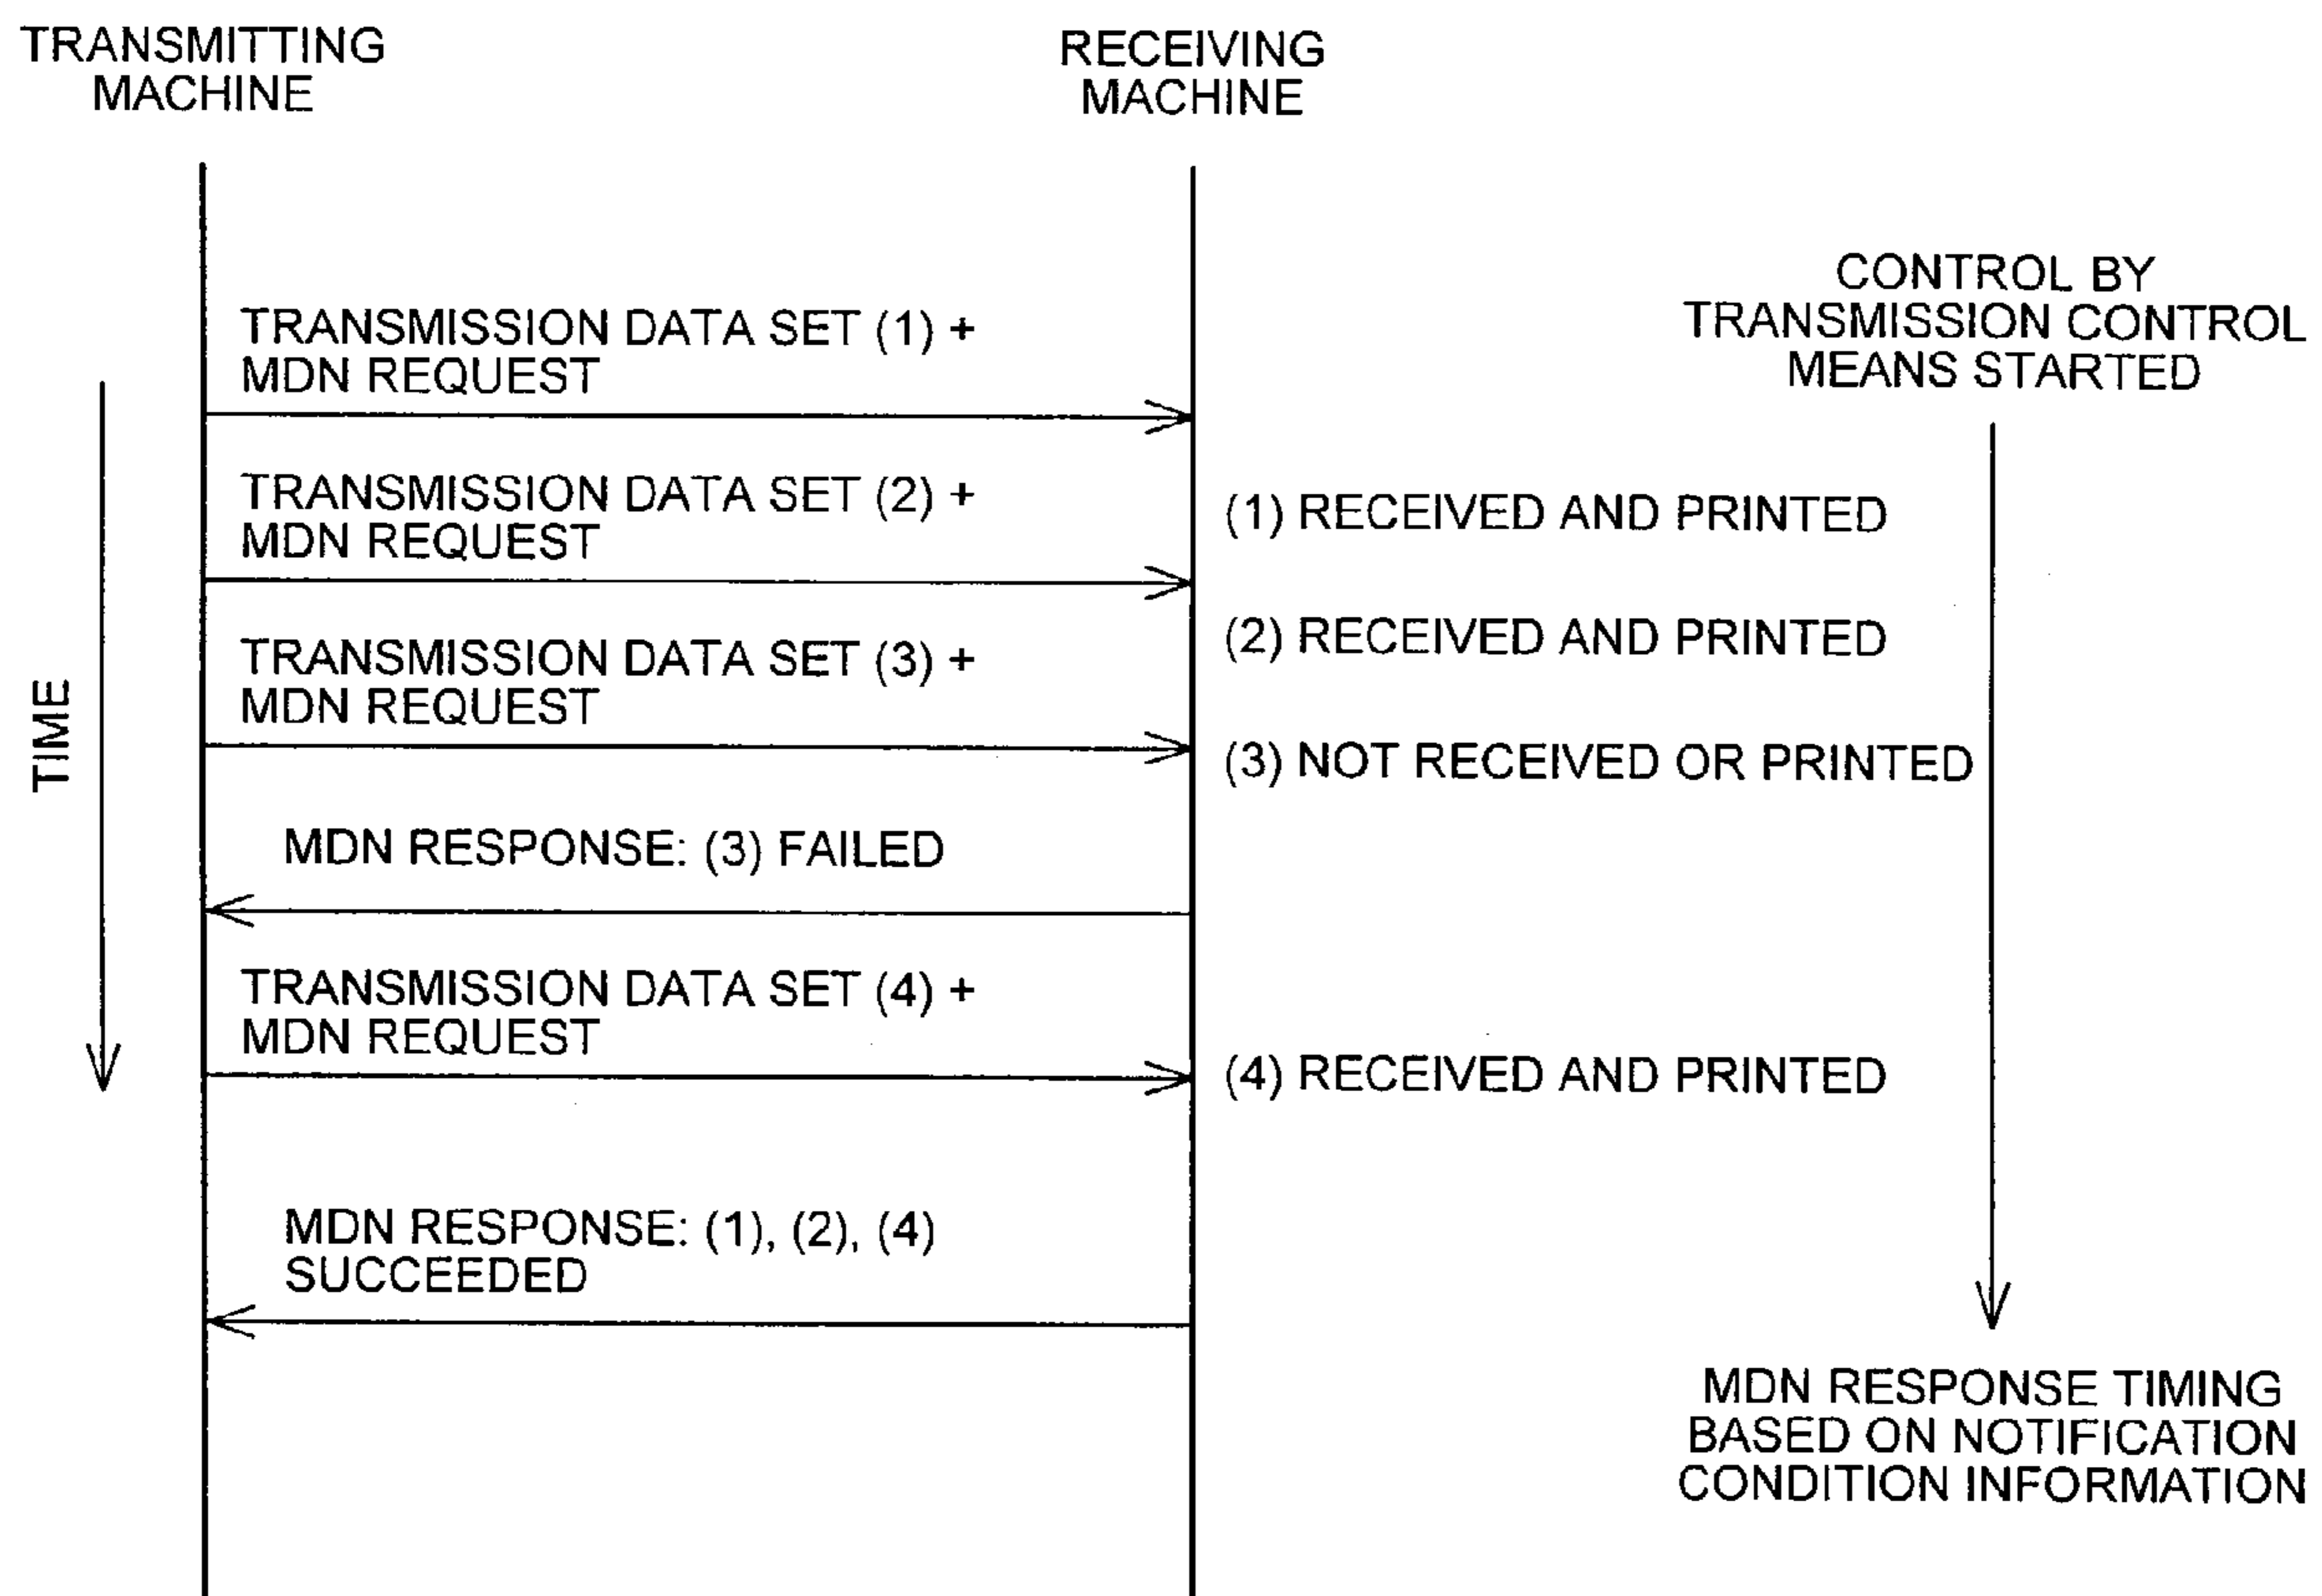 TRANSMITTING
MACHINE
RECEIVING
MACHINE
CONTROL BY
TRANSMISSION CONTROL
MEANS STARTED
TRANSMISSION DATA SET (1) +
MDN REQUEST
TRANSMISSION DATA SET (2) +
MDN REQUEST
(1) RECEIVED AND PRINTED
TRANSMISSION DATA SET (3) +
MDN REQUEST
(2) RECEIVED AND PRINTED
TIME
(3) NOT RECEIVED OR PRINTED
MDN RESPONSE: (3) FAILED
TRANSMISSION DATA SET (4) +
MDN REQUEST
(4) RECEIVED AND PRINTED
MDN RESPONSE: (1), (2), (4)
SUCCEEDED
MDN RESPONSE TIMING
BASED ON NOTIFICATION
CONDITION INFORMATION